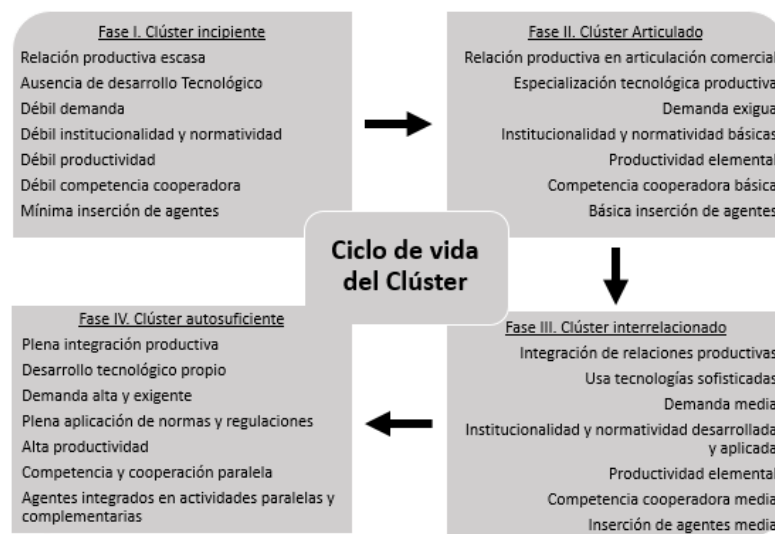 Fase I. Clúster incipiente
Relación productiva escasa
Ausencia de desarrollo Tecnológico
Débil demanda
Débil institucionalidad y normatividad
Débil productividad
Débil competencia cooperadora
Mínima inserción de agentes
Fase II. Clúster Articulado
Relación productiva en articulación comercial
Especialización tecnológica productiva
Demanda exigua
Institucionalidad y normatividad básicas
Productividad elemental
Competencia cooperadora básica
Básica inserción de agentes
Ciclo de vida
del Clúster
Fase III. Clúster interrelacionado
Integración de relaciones productivas
Usa tecnologías sofisticadas
Demanda media
Institucionalidad y normatividad desarrollada
y aplicada
Productividad elemental
Competencia cooperadora media
Inserción de agentes media
Fase IV. Clúster autosuficiente
Plena integración productiva
Desarrollo tecnológico propio
Demanda alta y exigente
Plena aplicación de normas y regulaciones
Alta productividad
Competencia y cooperación paralela
Agentes integrados en actividades paralelas y
complementarias